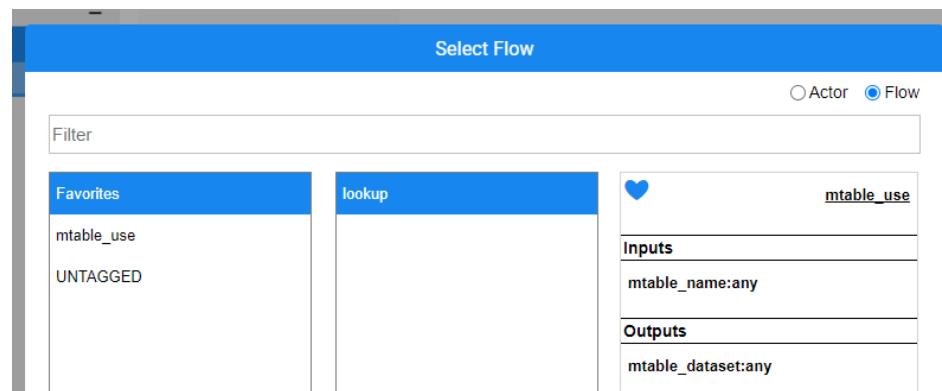 Select Flow
Actor Flow
Filter
Favorites
mtable_use
UNTAGGED
lookup
mtable_use
Inputs
mtable_name:any
Outputs
mtable_dataset:any